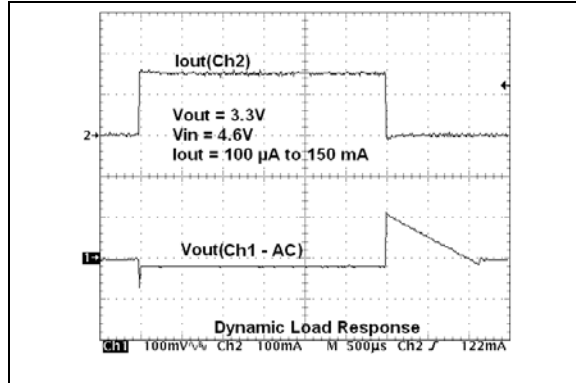 Iout(Ch2)
Vout = 3.3V
Vin = 4.6V
2
Iout = 100 µA to 150 mA
Vout(Ch1 - AC)
1
Dynamic Load Response
Ch1 100mV Ch2 100mA M 500µs Ch2 122mA